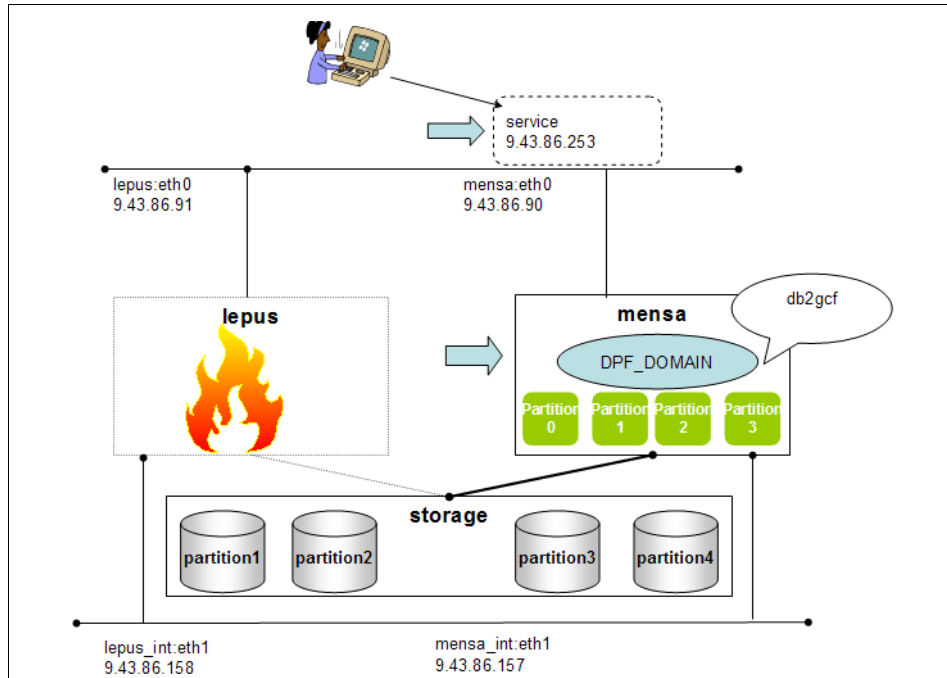 service
9.43.86.253
lepus:eth0
9.43.86.91
mensa:eth0
9.43.86.90
lepus
mensa
db2gcf
DPF_DOMAIN
Partition
0
Partition
1
Partition
2
Partition
3
storage
partition1
partition2
partition3
partition4
lepus_int:eth1
9.43.86.158
mensa_int:eth1
9.43.86.157